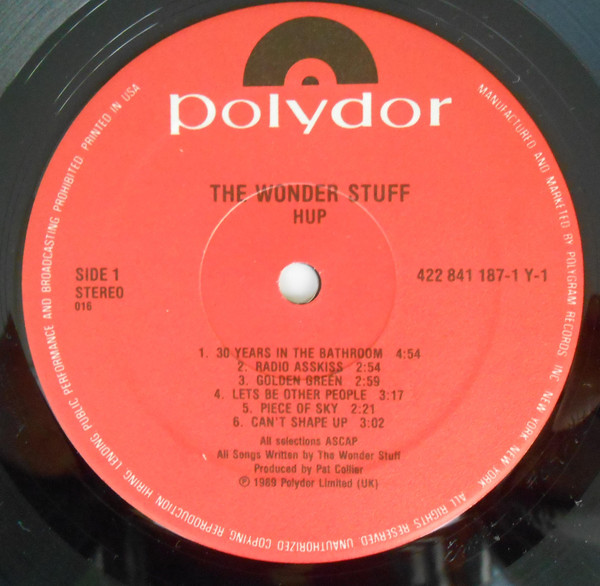 polydor
THE WONDER STUFF
HUP
SIDE 1
STEREO
016
422 841 187-1 Y-1
1. 30 YEARS IN THE BATHROOM 4:54
2. RADIO ASSKISS 2:54
3. GOLDEN GREEN 2:59
4. LETS BE OTHER PEOPLE 3:17
5. PIECE OF SKY 2:21
6. CAN'T SHAPE UP 3:02
All selections ASCAP
All Songs Written by The Wonder Stuff
Produced by Pat Collier
℗ 1989 Polydor Limited (UK)
MANUFACTURED AND MARKETED BY POLYGRAM RECORDS INC NEW YORK, NEW YORK ALL RIGHTS RESERVED UNAUTHORIZED COPYING, REPRODUCTION HIRING, LENDING PUBLIC PERFORMANCE AND BROADCASTING PROHIBITED PRINTED IN USA